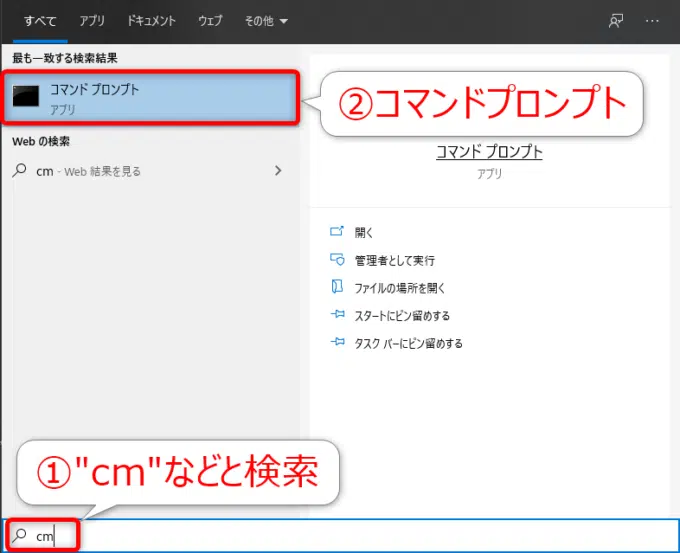 すべて アプリ ドキュメント ウェブ その他
最も一致する検索結果
コマンド プロンプト
アプリ
②コマンドプロンプト
Web の検索
cm - Web 結果を見る
コマンド プロンプト
アプリ
開く
管理者として実行
ファイルの場所を開く
スタートにピン留めする
タスク バーにピン留めする
①"cm"などと検索
cm